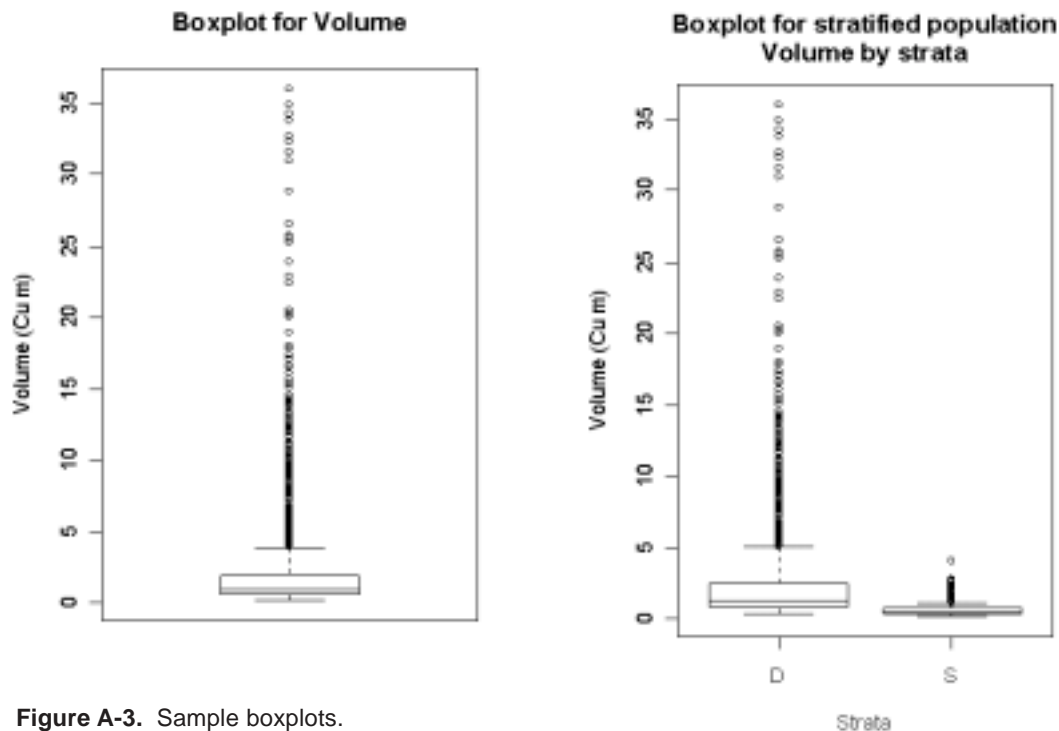 Boxplot for Volume
Volume (Cu m)
35
30
25
20
15
10
5
0
Boxplot for stratified population
Volume by strata
Volume (Cu m)
35
30
25
20
15
10
5
0
D
S
Strata
Figure A-3. Sample boxplots.